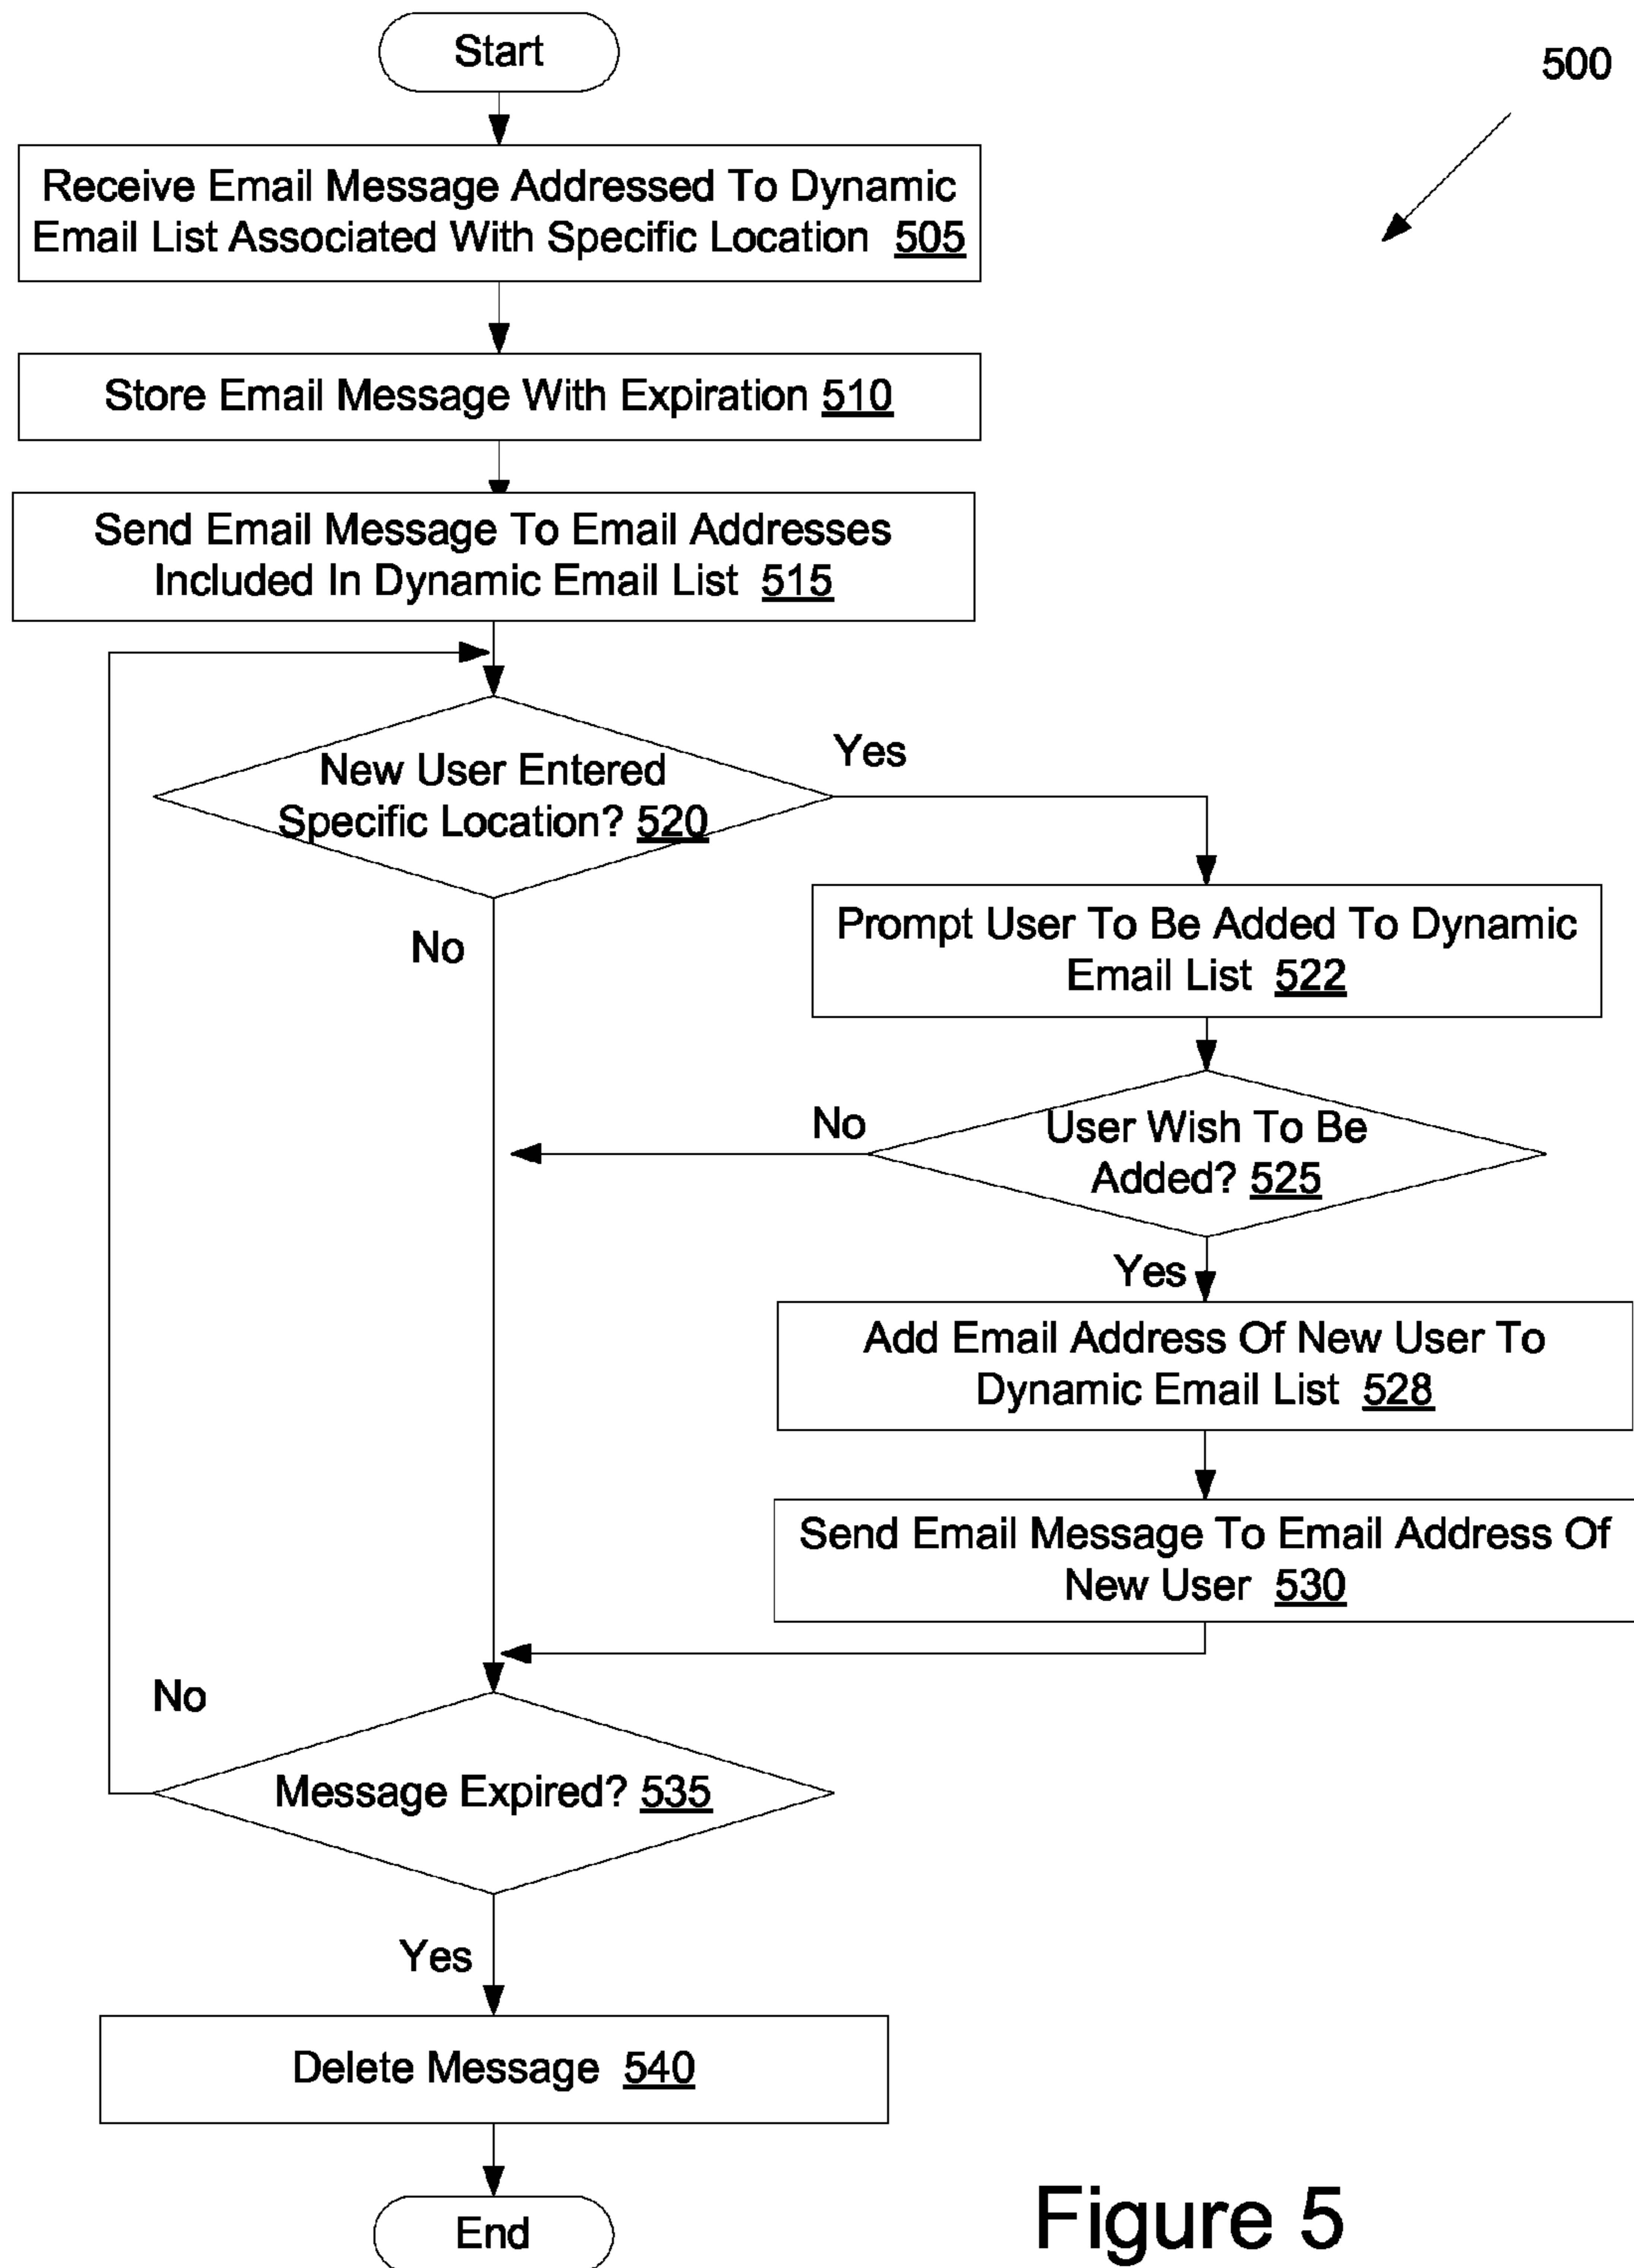 Start
500
Receive Email Message Addressed To Dynamic
Email List Associated With Specific Location 505
Store Email Message With Expiration 510
Send Email Message To Email Addresses
Included In Dynamic Email List 515
New User Entered
Specific Location? 520
Yes
No
Prompt User To Be Added To Dynamic
Email List 522
User Wish To Be
Added? 525
No
Yes
Add Email Address Of New User To
Dynamic Email List 528
Send Email Message To Email Address Of
New User 530
No
Message Expired? 535
Yes
Delete Message 540
End
Figure 5